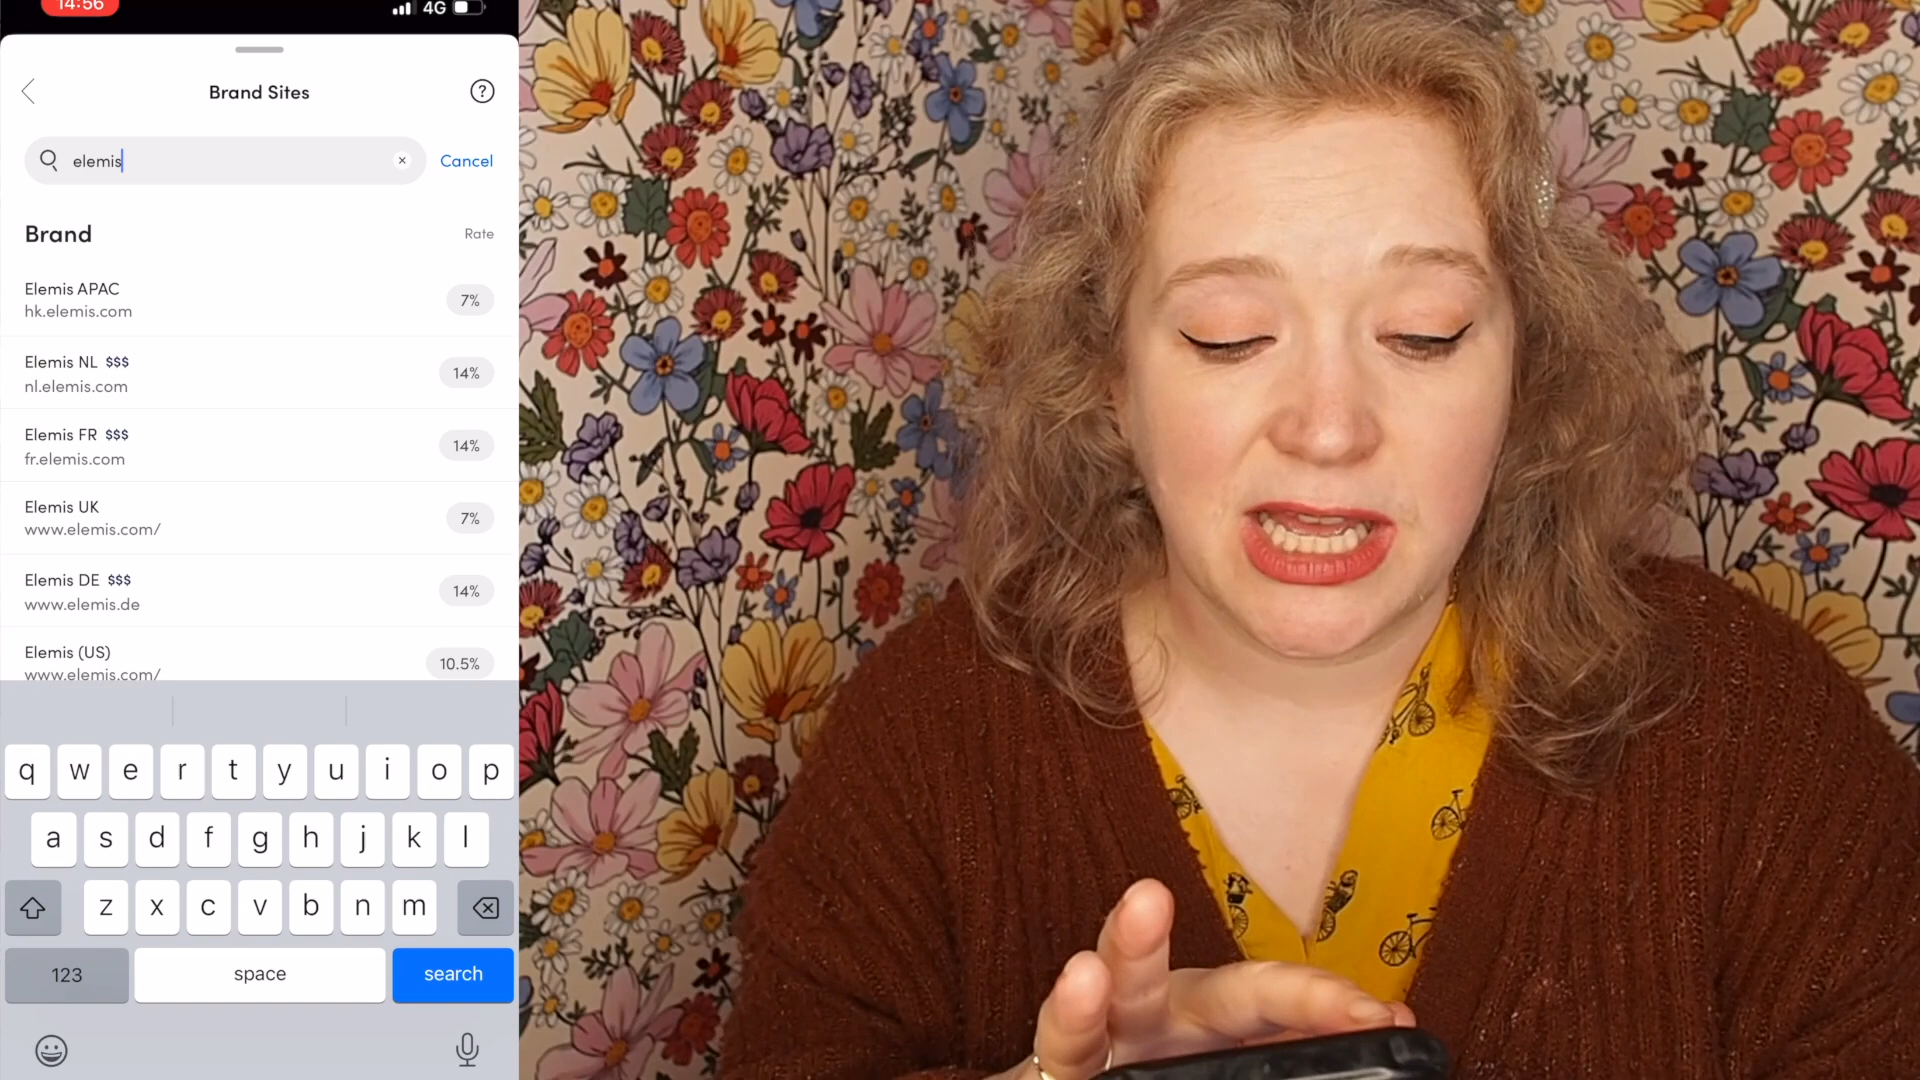 14:56
4G
Brand Sites
?
elemis
Cancel
Brand
Rate
Elemis APAC
hk.elemis.com
7%
Elemis NL $$$
nl.elemis.com
14%
Elemis FR $$$
fr.elemis.com
14%
Elemis UK
www.elemis.com/
7%
Elemis DE $$$
www.elemis.de
14%
Elemis (US)
www.elemis.com/
10.5%
q w e r t y u i o p
a s d f g h j k l
z x c v b n m
123
space
search